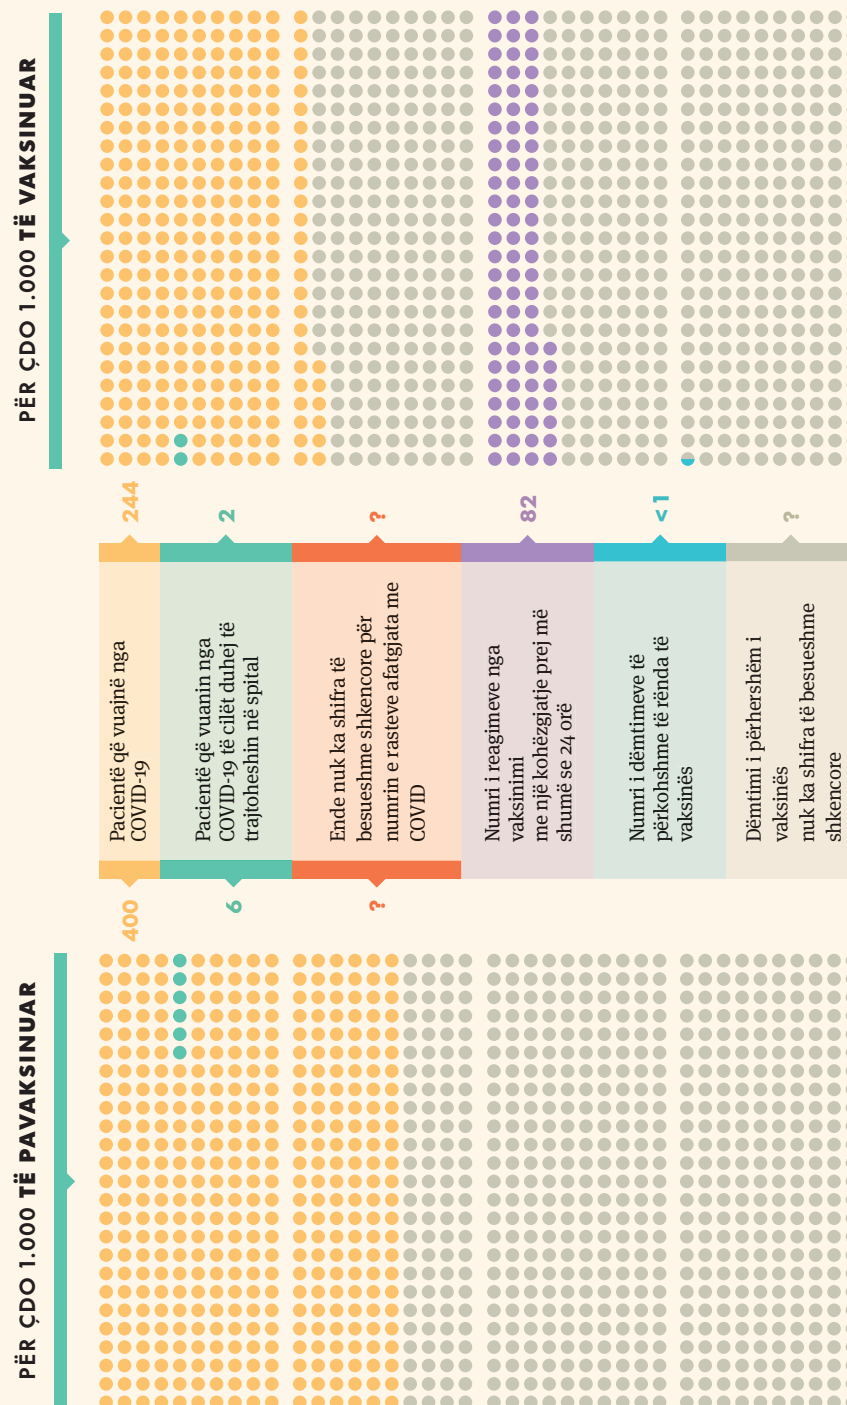 PËR ÇDO 1.000 TË PAVAKSINUAR
PËR ÇDO 1.000 TË VAKSINUAR
400
Pacientë që vuajnë nga
COVID-19
244
6
Pacientë që vuanin nga
COVID-19 të cilët duhej të
trajtoheshin në spital
2
?
Ende nuk ka shifra të
besueshme shkencore për
numrin e rasteve afatgjata me
COVID
?
Numri i reagimeve nga
vaksinimi
me një kohëzgjatje prej më
shumë se 24 orë
82
Numri i dëmtimeve të
përkohshme të rënda të
vaksinës
<1
Dëmtimi i përhershëm i
vaksinës
nuk ka shifra të besueshme
shkencore
?